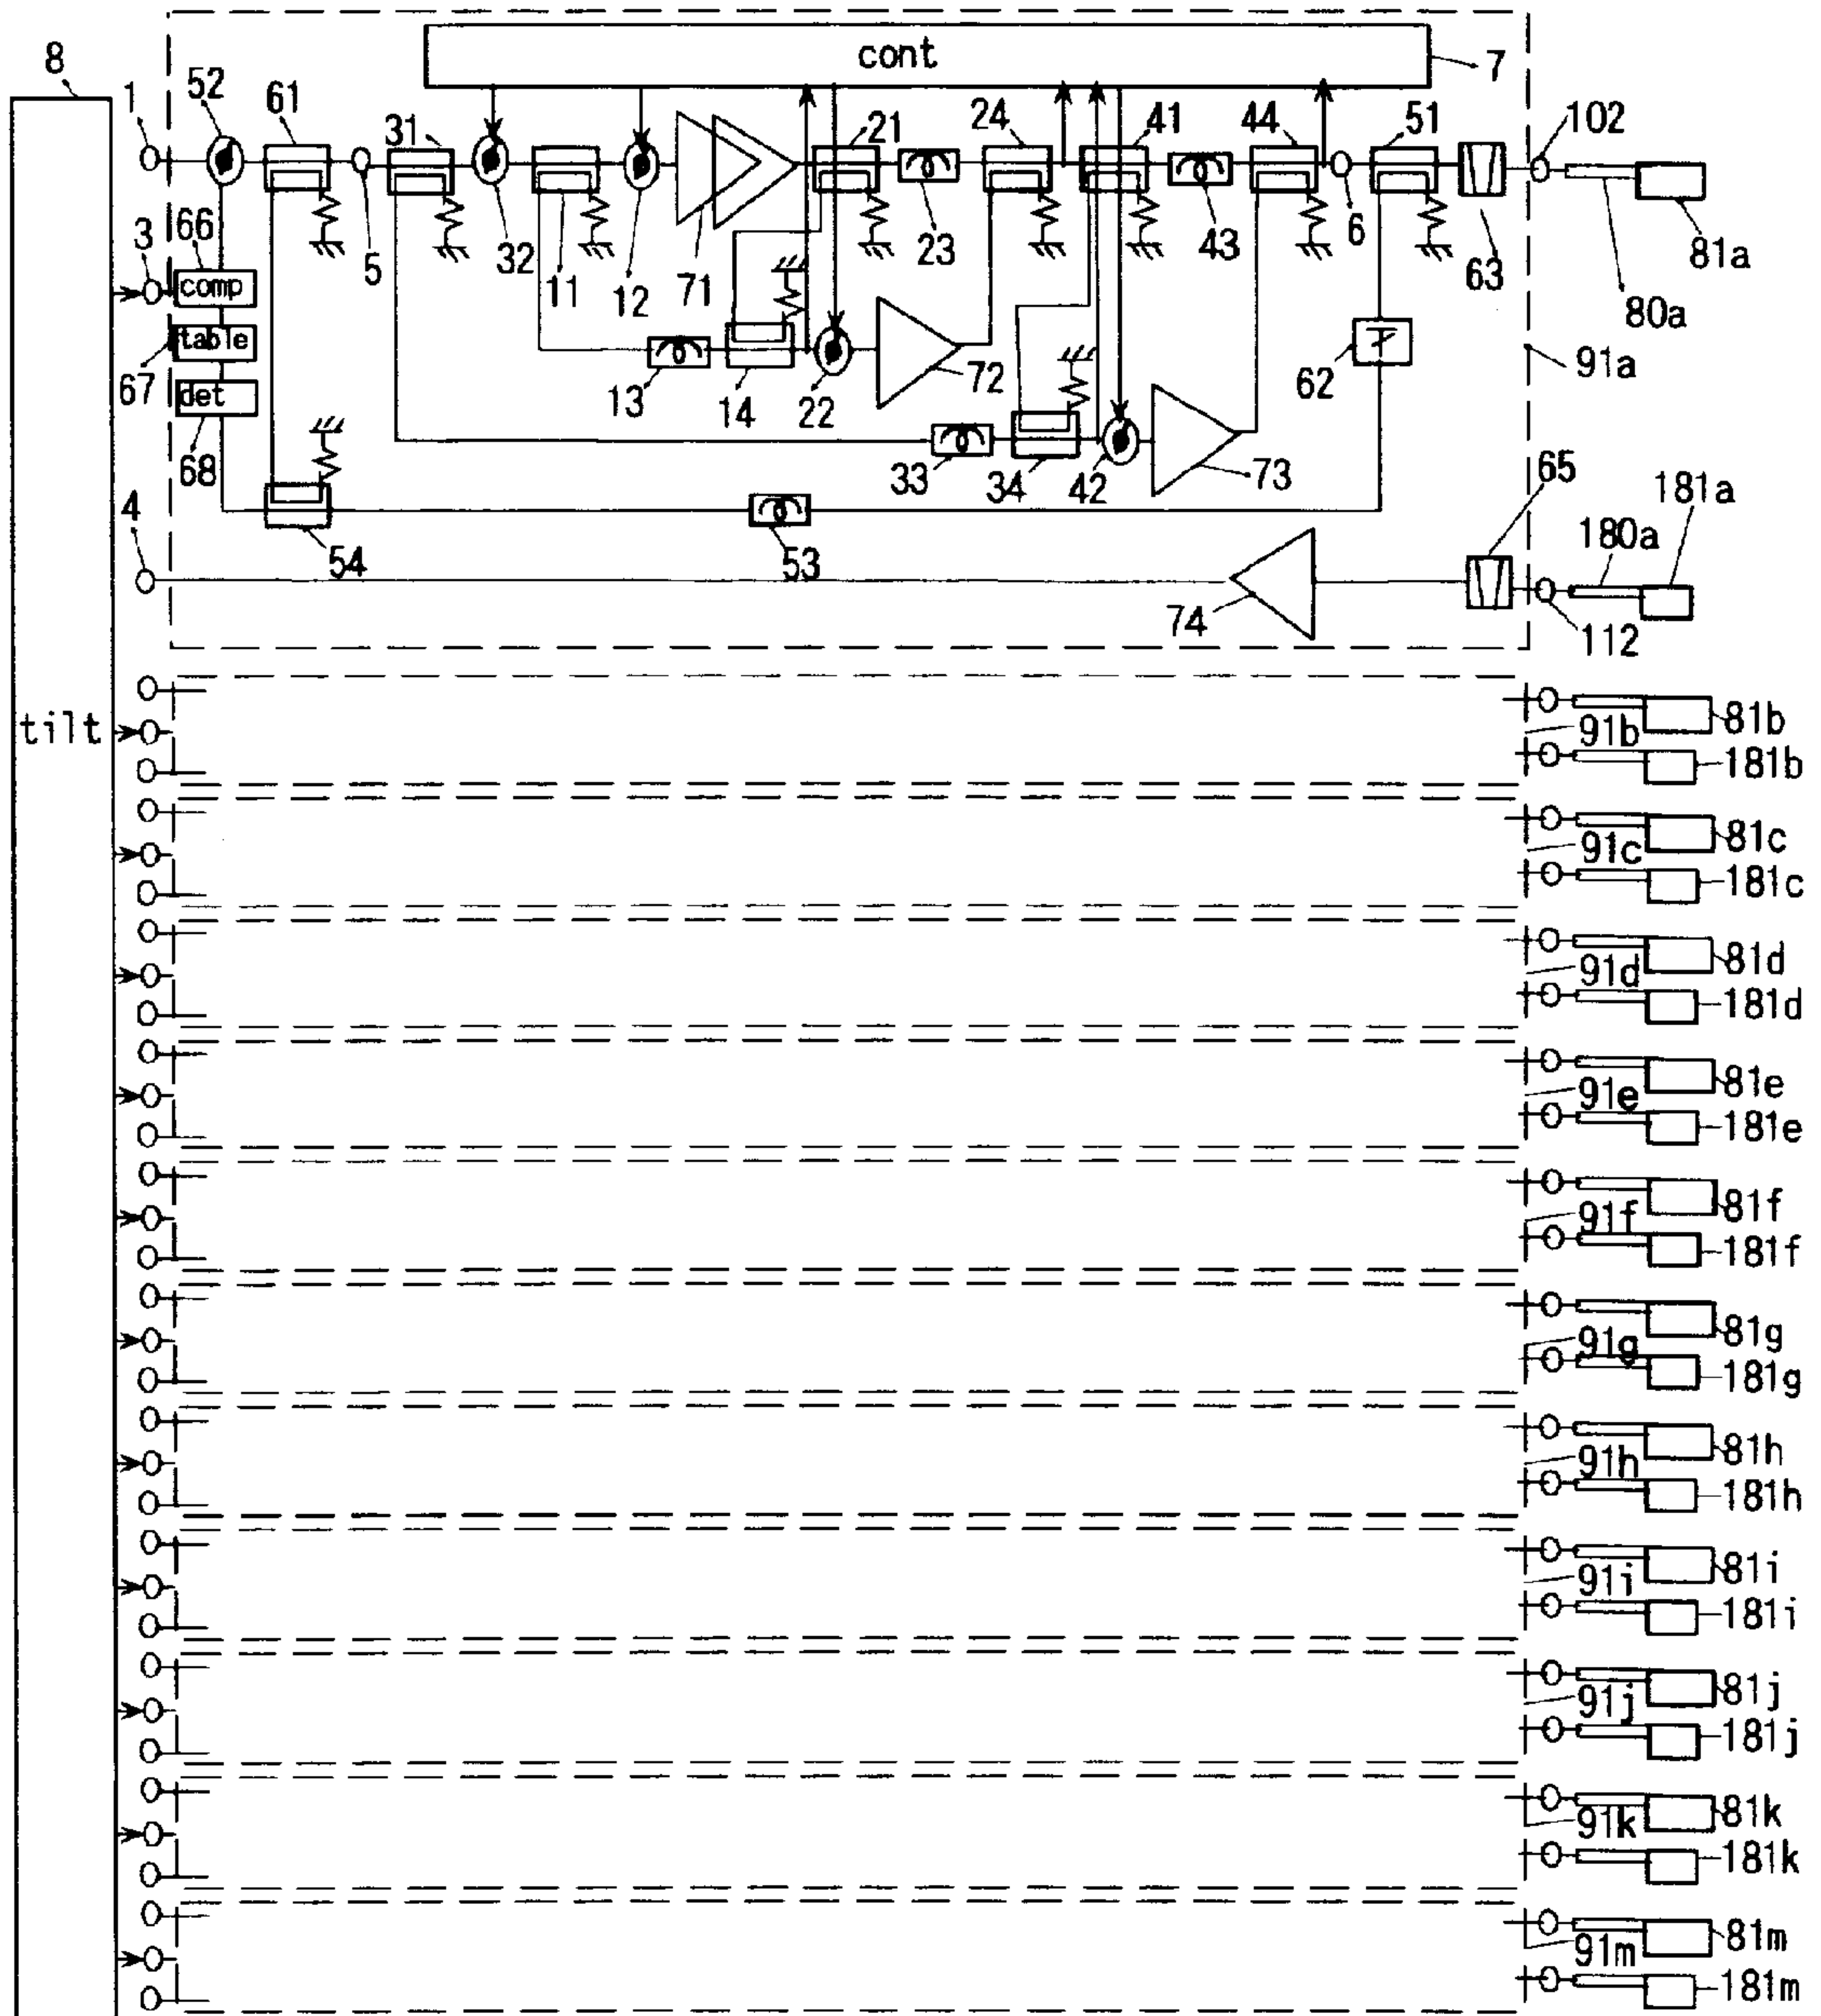 cont
8
1
52
61
31
21
24
41
44
51
7
102
3
66
comp
5
32
11
12
71
23
43
6
63
81a
80a
67
table
det
68
13
14
22
72
62
91a
33
34
42
73
65
181a
180a
4
54
53
74
112
tilt
81b
91b
181b
81c
91c
181c
81d
91d
181d
81e
91e
181e
81f
91f
181f
81g
91g
181g
81h
91h
181h
81i
91i
181i
81j
91j
181j
81k
91k
181k
81m
91m
181m